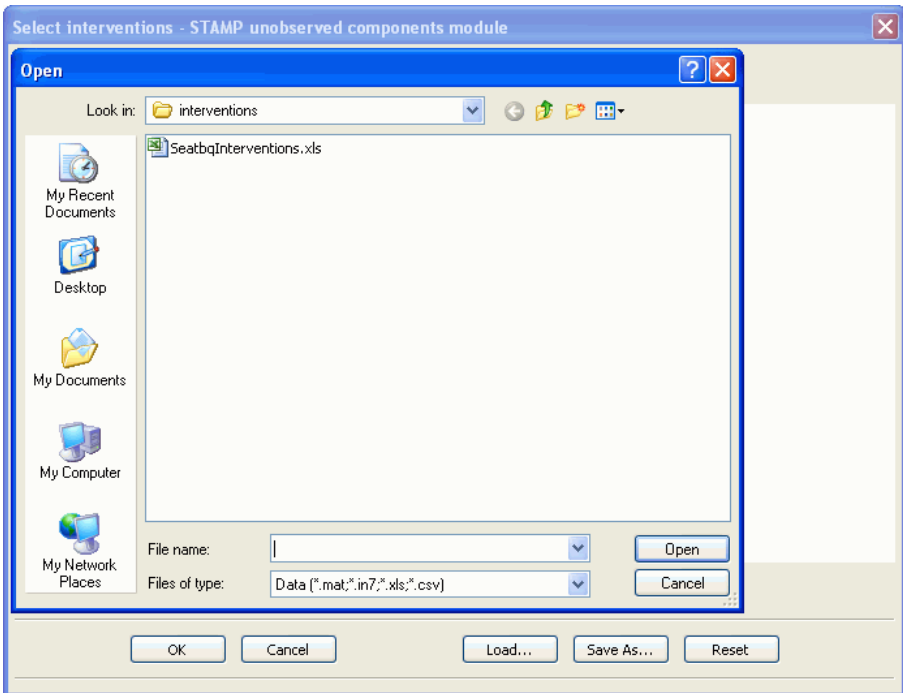 Select interventions - STAMP unobserved components module
Open
Look in: interventions
SeatbqInterventions.xls
My Recent
Documents
Desktop
My Documents
My Computer
My Network
Places
File name: Open
Files of type: Data (*.mat;*.in7;*.xls;*.csv) Cancel
OK Cancel Load... Save As... Reset